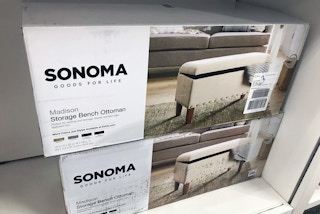 SONOMA
GOODS FOR LIFE
Madison
Storage Bench Ottoman
SONOMA
GOODS FOR LIFE
Madison
Storage Bench Ottoman